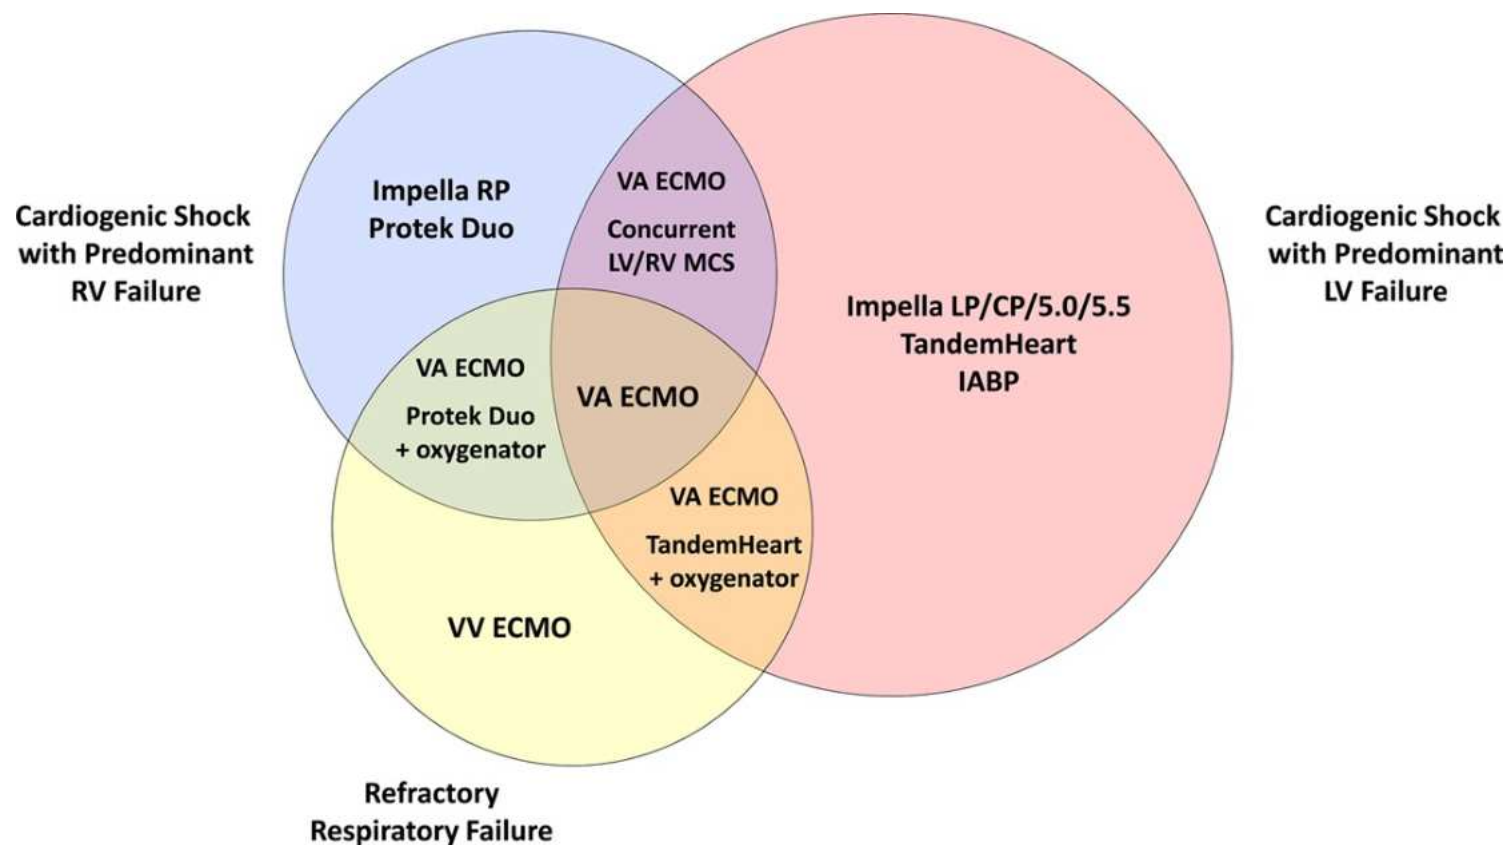 Cardiogenic Shock
with Predominant
RV Failure
Impella RP
Protek Duo
VA ECMO
Concurrent
LV/RV MCS
Impella LP/CP/5.0/5.5
TandemHeart
IABP
Cardiogenic Shock
with Predominant
LV Failure
VA ECMO
Protek Duo
+ oxygenator
VA ECMO
VA ECMO
TandemHeart
+ oxygenator
VV ECMO
Refractory
Respiratory Failure